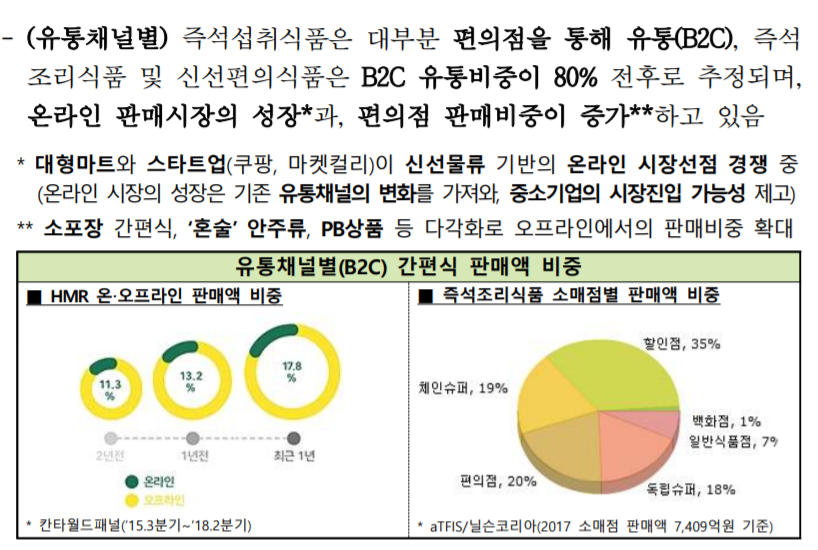 - (유통채널별) 즉석섭취식품은 대부분 편의점을 통해 유통(B2C), 즉석
조리식품 및 신선편의식품은 B2C 유통비중이 80% 전후로 추정되며,
온라인 판매시장의 성장*과, 편의점 판매비중이 증가**하고 있음
* 대형마트와 스타트업(쿠팡, 마켓컬리)이 신선물류 기반의 온라인 시장선점 경쟁 중
(온라인 시장의 성장은 기존 유통채널의 변화를 가져와, 중소기업의 시장진입 가능성 제고)
** 소포장 간편식, ‘혼술’ 안주류, PB상품 등 다각화로 오프라인에서의 판매비중 확대
유통채널별(B2C) 간편식 판매액 비중
■ HMR 온·오프라인 판매액 비중
11.3
%
13.2
%
17.8
%
2년전
1년전
최근 1년
온라인
오프라인
* 칸타월드패널('15.3분기~'18.2분기)
■ 즉석조리식품 소매점별 판매액 비중
할인점, 35%
체인슈퍼, 19%
백화점, 1%
일반식품점, 7%
편의점, 20%
독립슈퍼, 18%
* aTFIS/닐슨코리아(2017 소매점 판매액 7,409억원 기준)